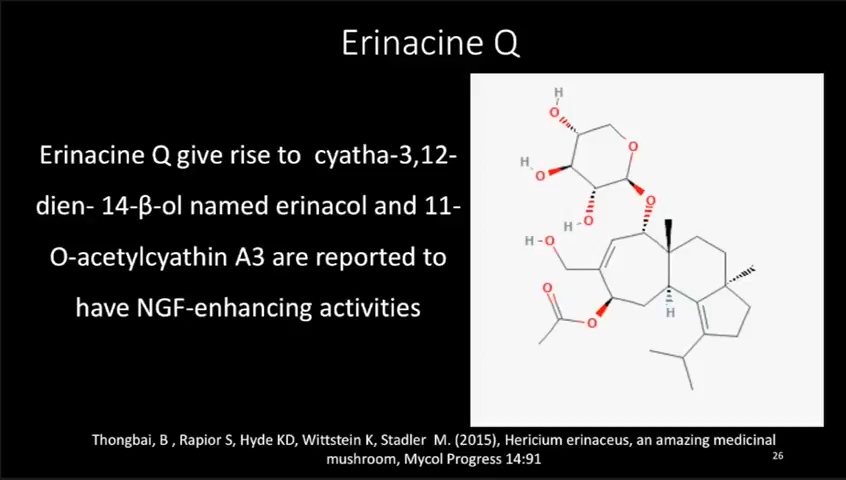 Erinacine Q
Erinacine Q give rise to cyatha-3,12-
dien- 14-β-ol named erinacol and 11-
O-acetylcyathin A3 are reported to
have NGF-enhancing activities
H
O
O
H
O
H
O
O
H
O
H
O
O
H
Thongbai, B , Rapior S, Hyde KD, Wittstein K, Stadler M. (2015), Hericium erinaceus, an amazing medicinal
mushroom, Mycol Progress 14:91
26